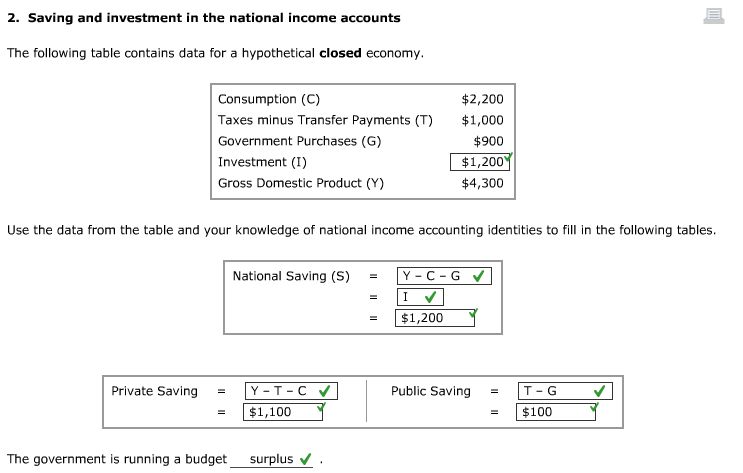 2. Saving and investment in the national income accounts
The following table contains data for a hypothetical closed economy.
Consumption (C) $2,200
Taxes minus Transfer Payments (T) $1,000
Government Purchases (G) $900
Investment (I) $1,200
Gross Domestic Product (Y) $4,300
Use the data from the table and your knowledge of national income accounting identities to fill in the following tables.
National Saving (S) = Y - C - G
= I
= $1,200
Private Saving = Y - T - C Public Saving = T - G
= $1,100 = $100
The government is running a budget surplus .